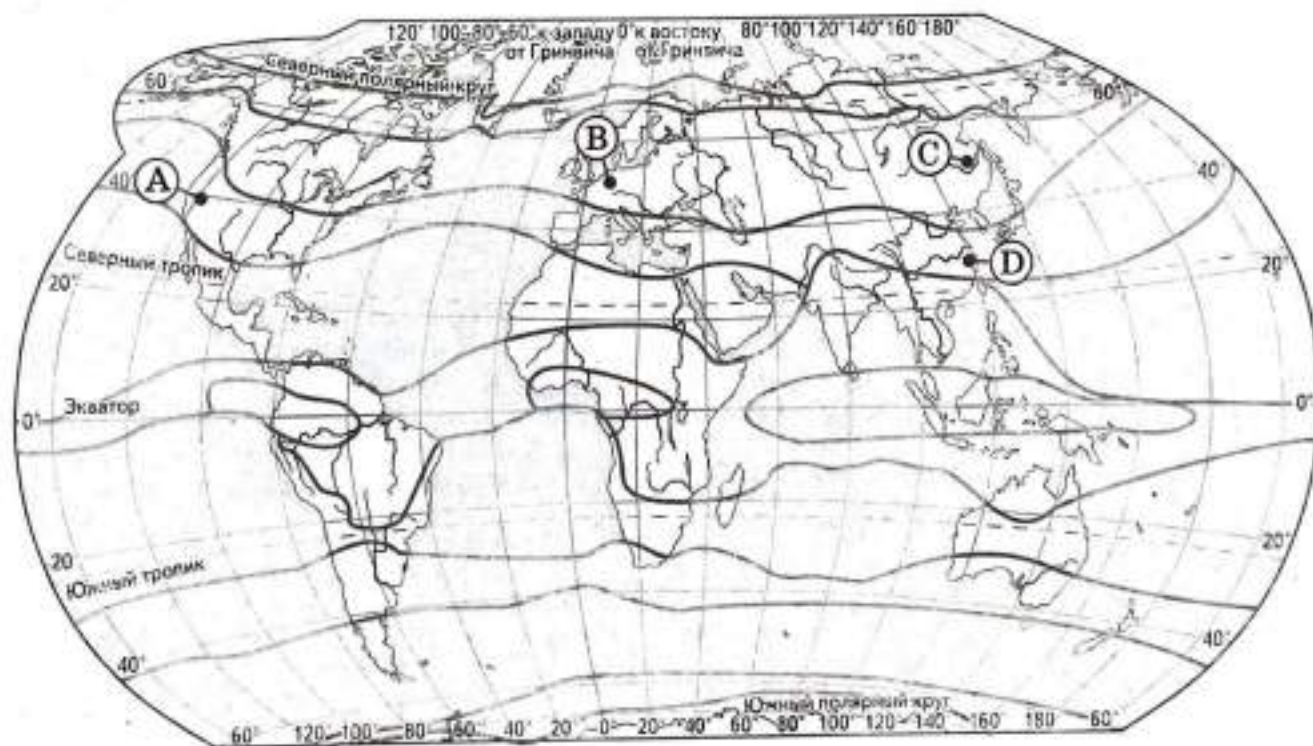 120° 100° 80° 60° к западу 0° к востоку 80° 100° 120° 140° 160° 180°
от Гринвича от Гринвича
Северный полярный круг
60°
60°
B
C
A
40°
40°
D
Северный тропик
20°
20°
Экватор
0°
0°
20
20°
Южный тропик
40°
40°
Южный полярный круг
60° 120° 100° 80° 60° 40° 20 0° 20 40° 60° 80° 100° 120° 140° 160° 180 60°